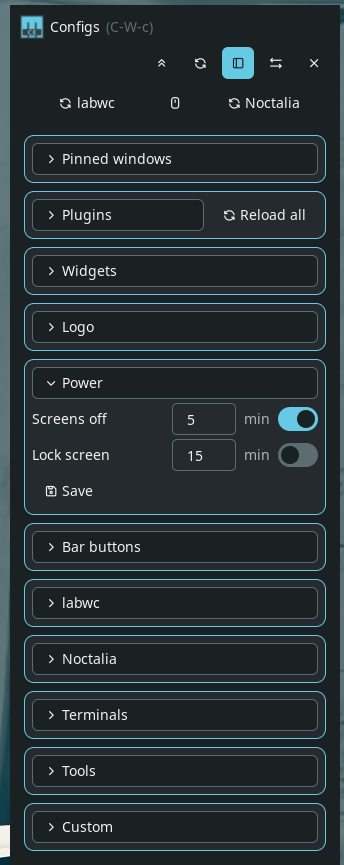 Configs (C-W-c)
labwc Noctalia
Pinned windows
Plugins Reload all
Widgets
Logo
Power
Screens off 5 min
Lock screen 15 min
Save
Bar buttons
labwc
Noctalia
Terminals
Tools
Custom